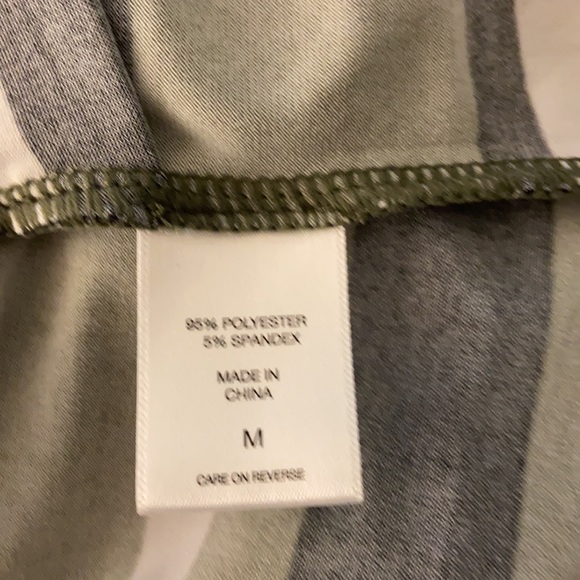 95% POLYESTER
5% SPANDEX
MADE IN
CHINA
M
CARE ON REVERSE